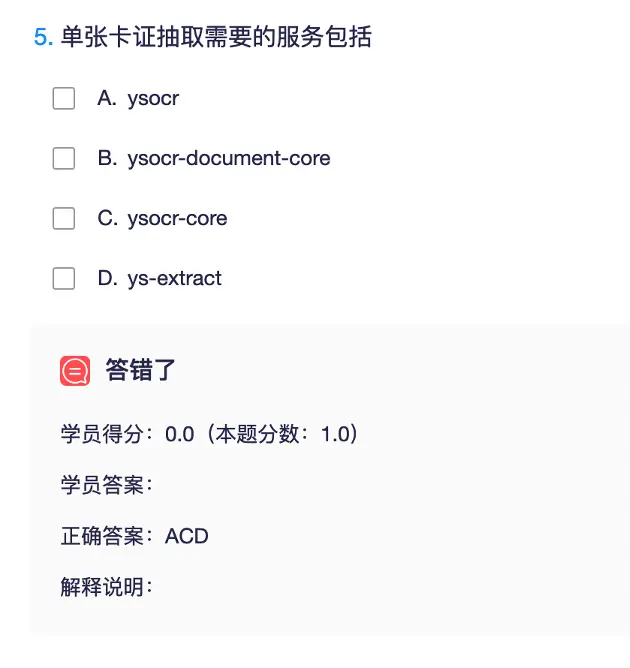 5. 单张卡证抽取需要的服务包括
A. ysocr
B. ysocr-document-core
C. ysocr-core
D. ys-extract
答错了
学员得分：0.0（本题分数：1.0）
学员答案：
正确答案：ACD
解释说明：